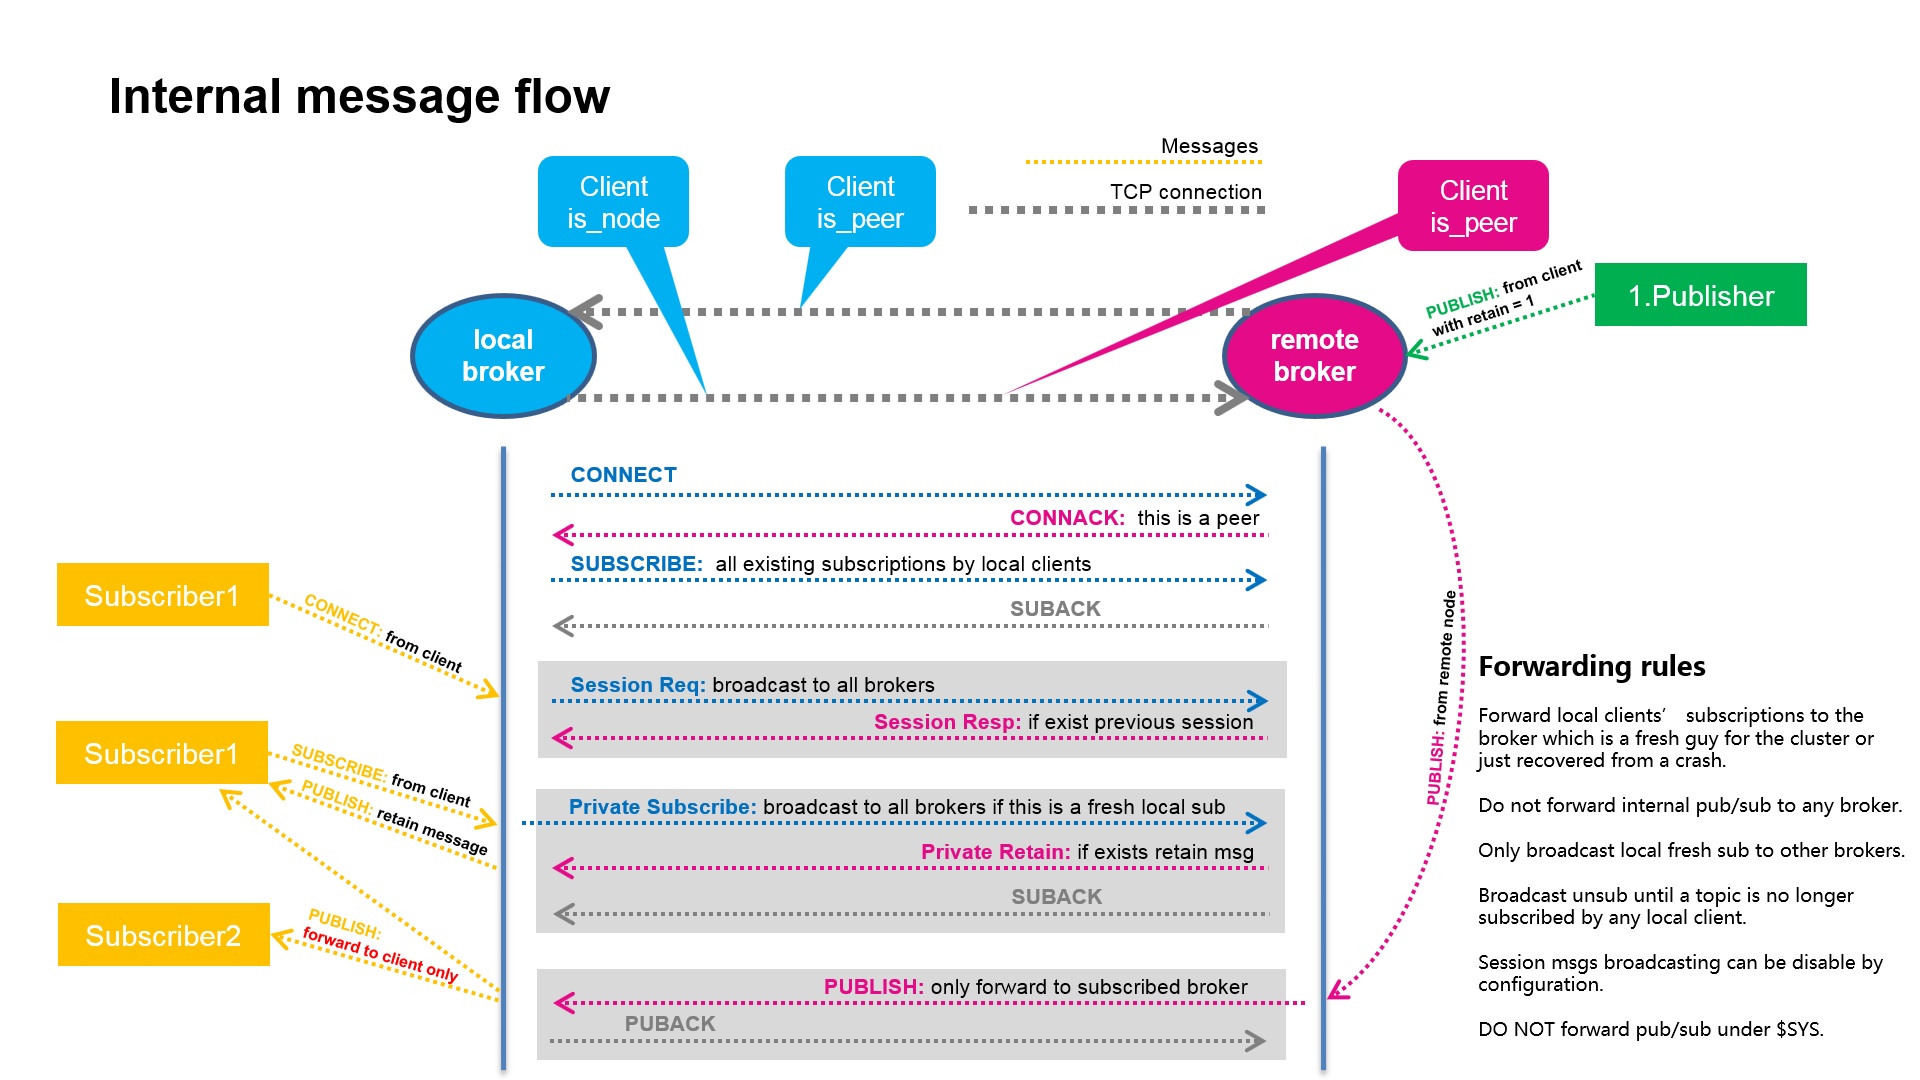 Internal message flow
Messages
TCP connection
Client
is_node
Client
is_peer
Client
is_peer
local
broker
remote
broker
1.Publisher
PUBLISH: from client
with retain = 1
CONNECT
CONNACK: this is a peer
SUBSCRIBE: all existing subscriptions by local clients
SUBACK
Subscriber1
CONNECT: from client
Session Req: broadcast to all brokers
Session Resp: if exist previous session
Subscriber1
SUBSCRIBE: from client
PUBLISH: retain message
Private Subscribe: broadcast to all brokers if this is a fresh local sub
Private Retain: if exists retain msg
SUBACK
Subscriber2
PUBLISH:
forward to client only
PUBLISH: only forward to subscribed broker
PUBACK
PUBLISH: from remote node
Forwarding rules
Forward local clients’ subscriptions to the
broker which is a fresh guy for the cluster or
just recovered from a crash.
Do not forward internal pub/sub to any broker.
Only broadcast local fresh sub to other brokers.
Broadcast unsub until a topic is no longer
subscribed by any local client.
Session msgs broadcasting can be disable by
configuration.
DO NOT forward pub/sub under $SYS.